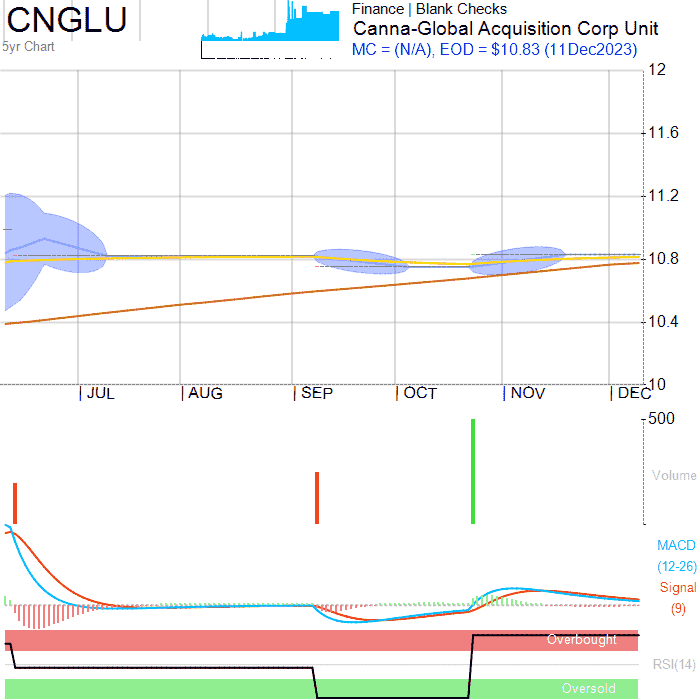 CNGLU
5yr Chart
Finance | Blank Checks
Canna-Global Acquisition Corp Unit
MC = (N/A), EOD = $10.83 (11Dec2023)
12
11.6
11.2
10.8
10.4
10
| JUL | AUG | SEP | OCT | NOV | DEC
500
Volume
MACD
(12-26)
Signal
(9)
Overbought
RSI(14)
Oversold